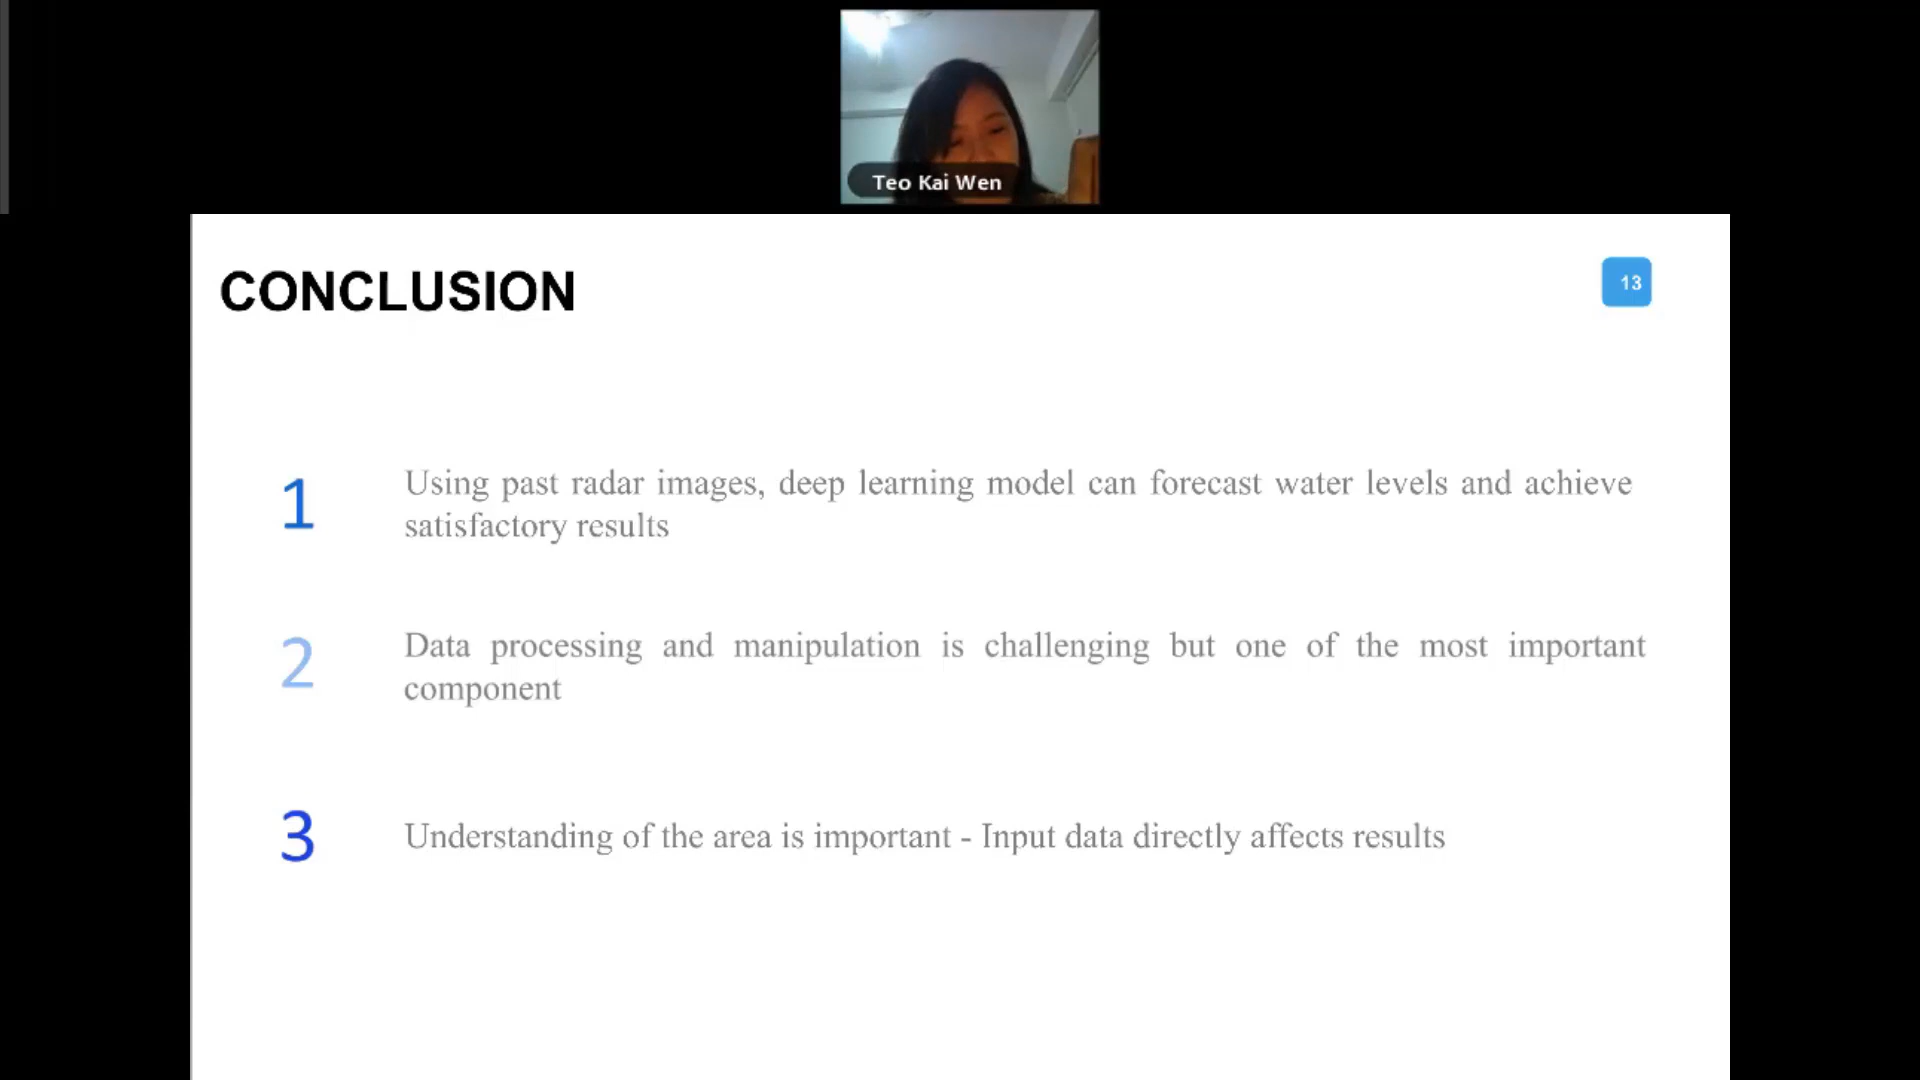 Teo Kai Wen
CONCLUSION
13
1
Using past radar images, deep learning model can forecast water levels and achieve
satisfactory results
2
Data processing and manipulation is challenging but one of the most important
component
3
Understanding of the area is important - Input data directly affects results